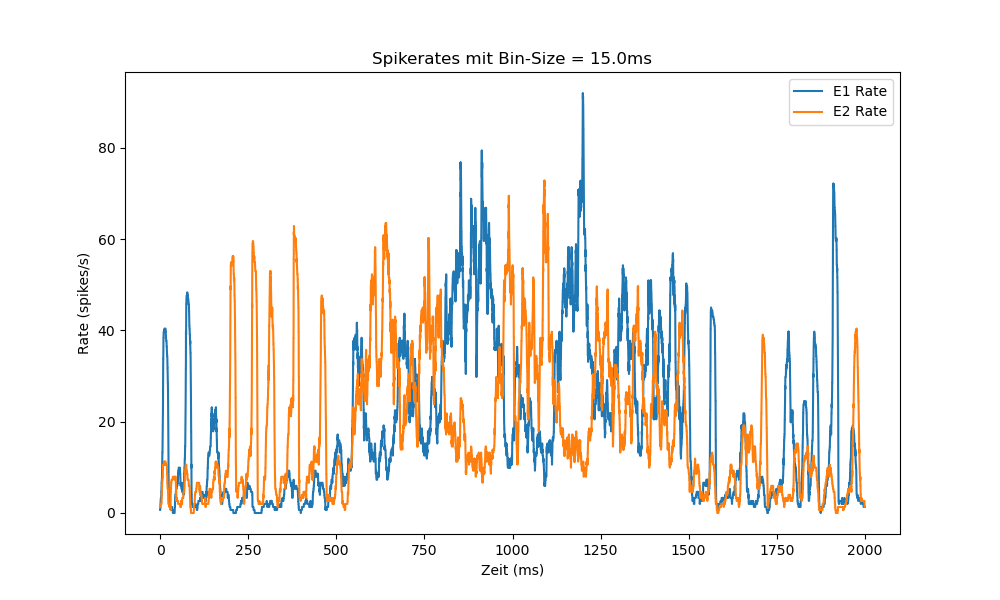 Spikerates mit Bin-Size = 15.0ms
E1 Rate
E2 Rate
80
60
40
20
0
Rate (spikes/s)
0 250 500 750 1000 1250 1500 1750 2000
Zeit (ms)